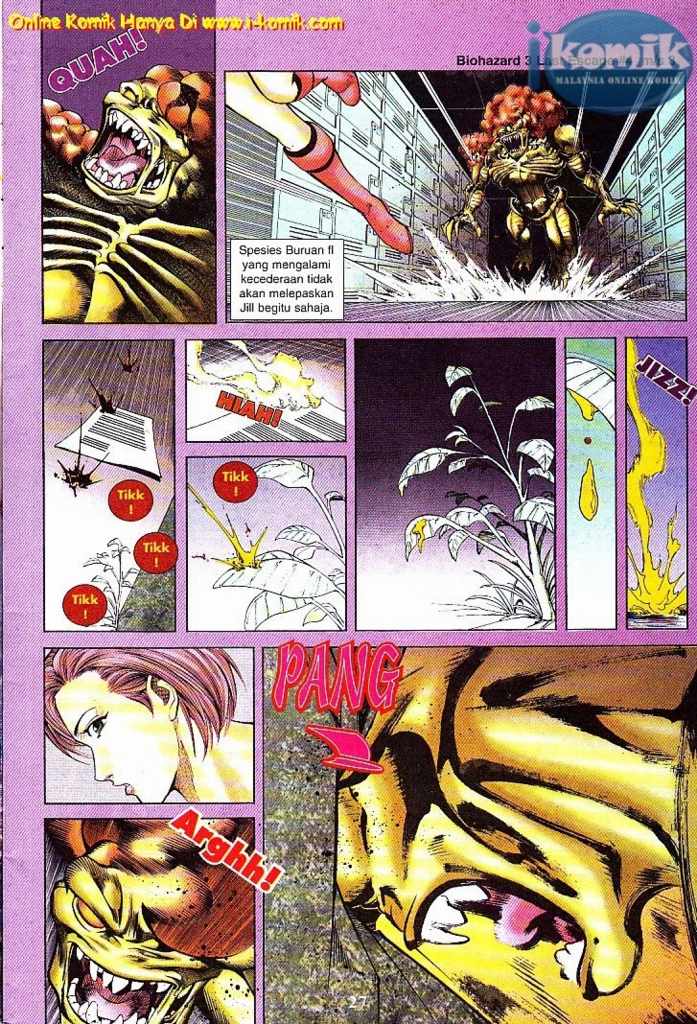 Online Komik Hanya Di www.i-komik.com
Biohazard 3 Last Escape
ikomik
MALAYSIA ONLINE KOMIK
QUAH!
Spesies Buruan fl
yang mengalami
kecederaan tidak
akan melepaskan
Jill begitu sahaja.
Tikk
!
Tikk
!
Tikk
!
HIAH!
Tikk
!
JIZZ!
PANG
Arghh!
27